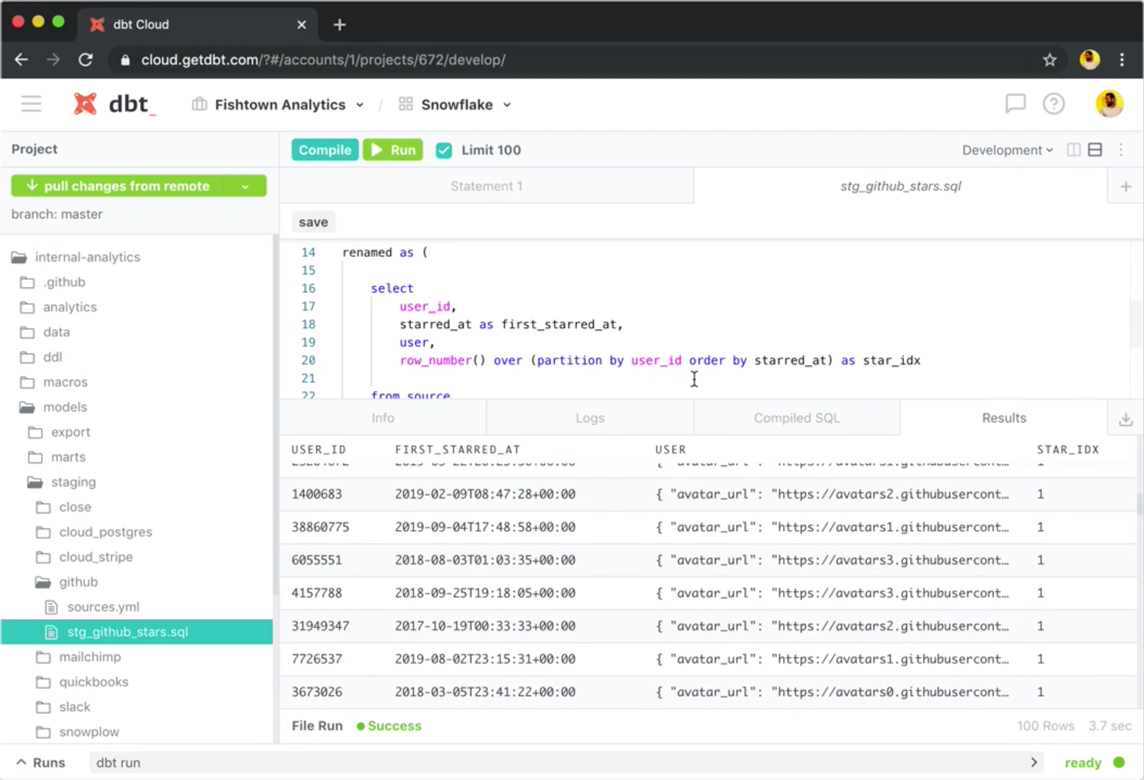 dbt Cloud
cloud.getdbt.com/?#/accounts/1/projects/672/develop/
dbt_ Fishtown Analytics / Snowflake
Project
pull changes from remote
branch: master
internal-analytics
.github
analytics
data
ddl
macros
models
export
marts
staging
close
cloud_postgres
cloud_stripe
github
sources.yml
stg_github_stars.sql
mailchimp
quickbooks
slack
snowplow
Compile Run Limit 100 Development
Statement 1 stg_github_stars.sql
save
14 renamed as (
15
16 select
17 user_id,
18 starred_at as first_starred_at,
19 user,
20 row_number() over (partition by user_id order by starred_at) as star_idx
21
22 from source
Info Logs Compiled SQL Results
USER_ID FIRST_STARRED_AT USER STAR_IDX
1400683 2019-02-09T08:47:28+00:00 { "avatar_url": "https://avatars2.githubusercont… 1
38860775 2019-09-04T17:48:58+00:00 { "avatar_url": "https://avatars1.githubusercont… 1
6055551 2018-08-03T01:03:35+00:00 { "avatar_url": "https://avatars3.githubusercont… 1
4157788 2018-09-25T19:18:05+00:00 { "avatar_url": "https://avatars3.githubusercont… 1
31949347 2017-10-19T00:33:33+00:00 { "avatar_url": "https://avatars2.githubusercont… 1
7726537 2019-08-02T23:15:31+00:00 { "avatar_url": "https://avatars1.githubusercont… 1
3673026 2018-03-05T23:41:22+00:00 { "avatar_url": "https://avatars0.githubusercont… 1
File Run Success 100 Rows 3.7 sec
Runs dbt run ready